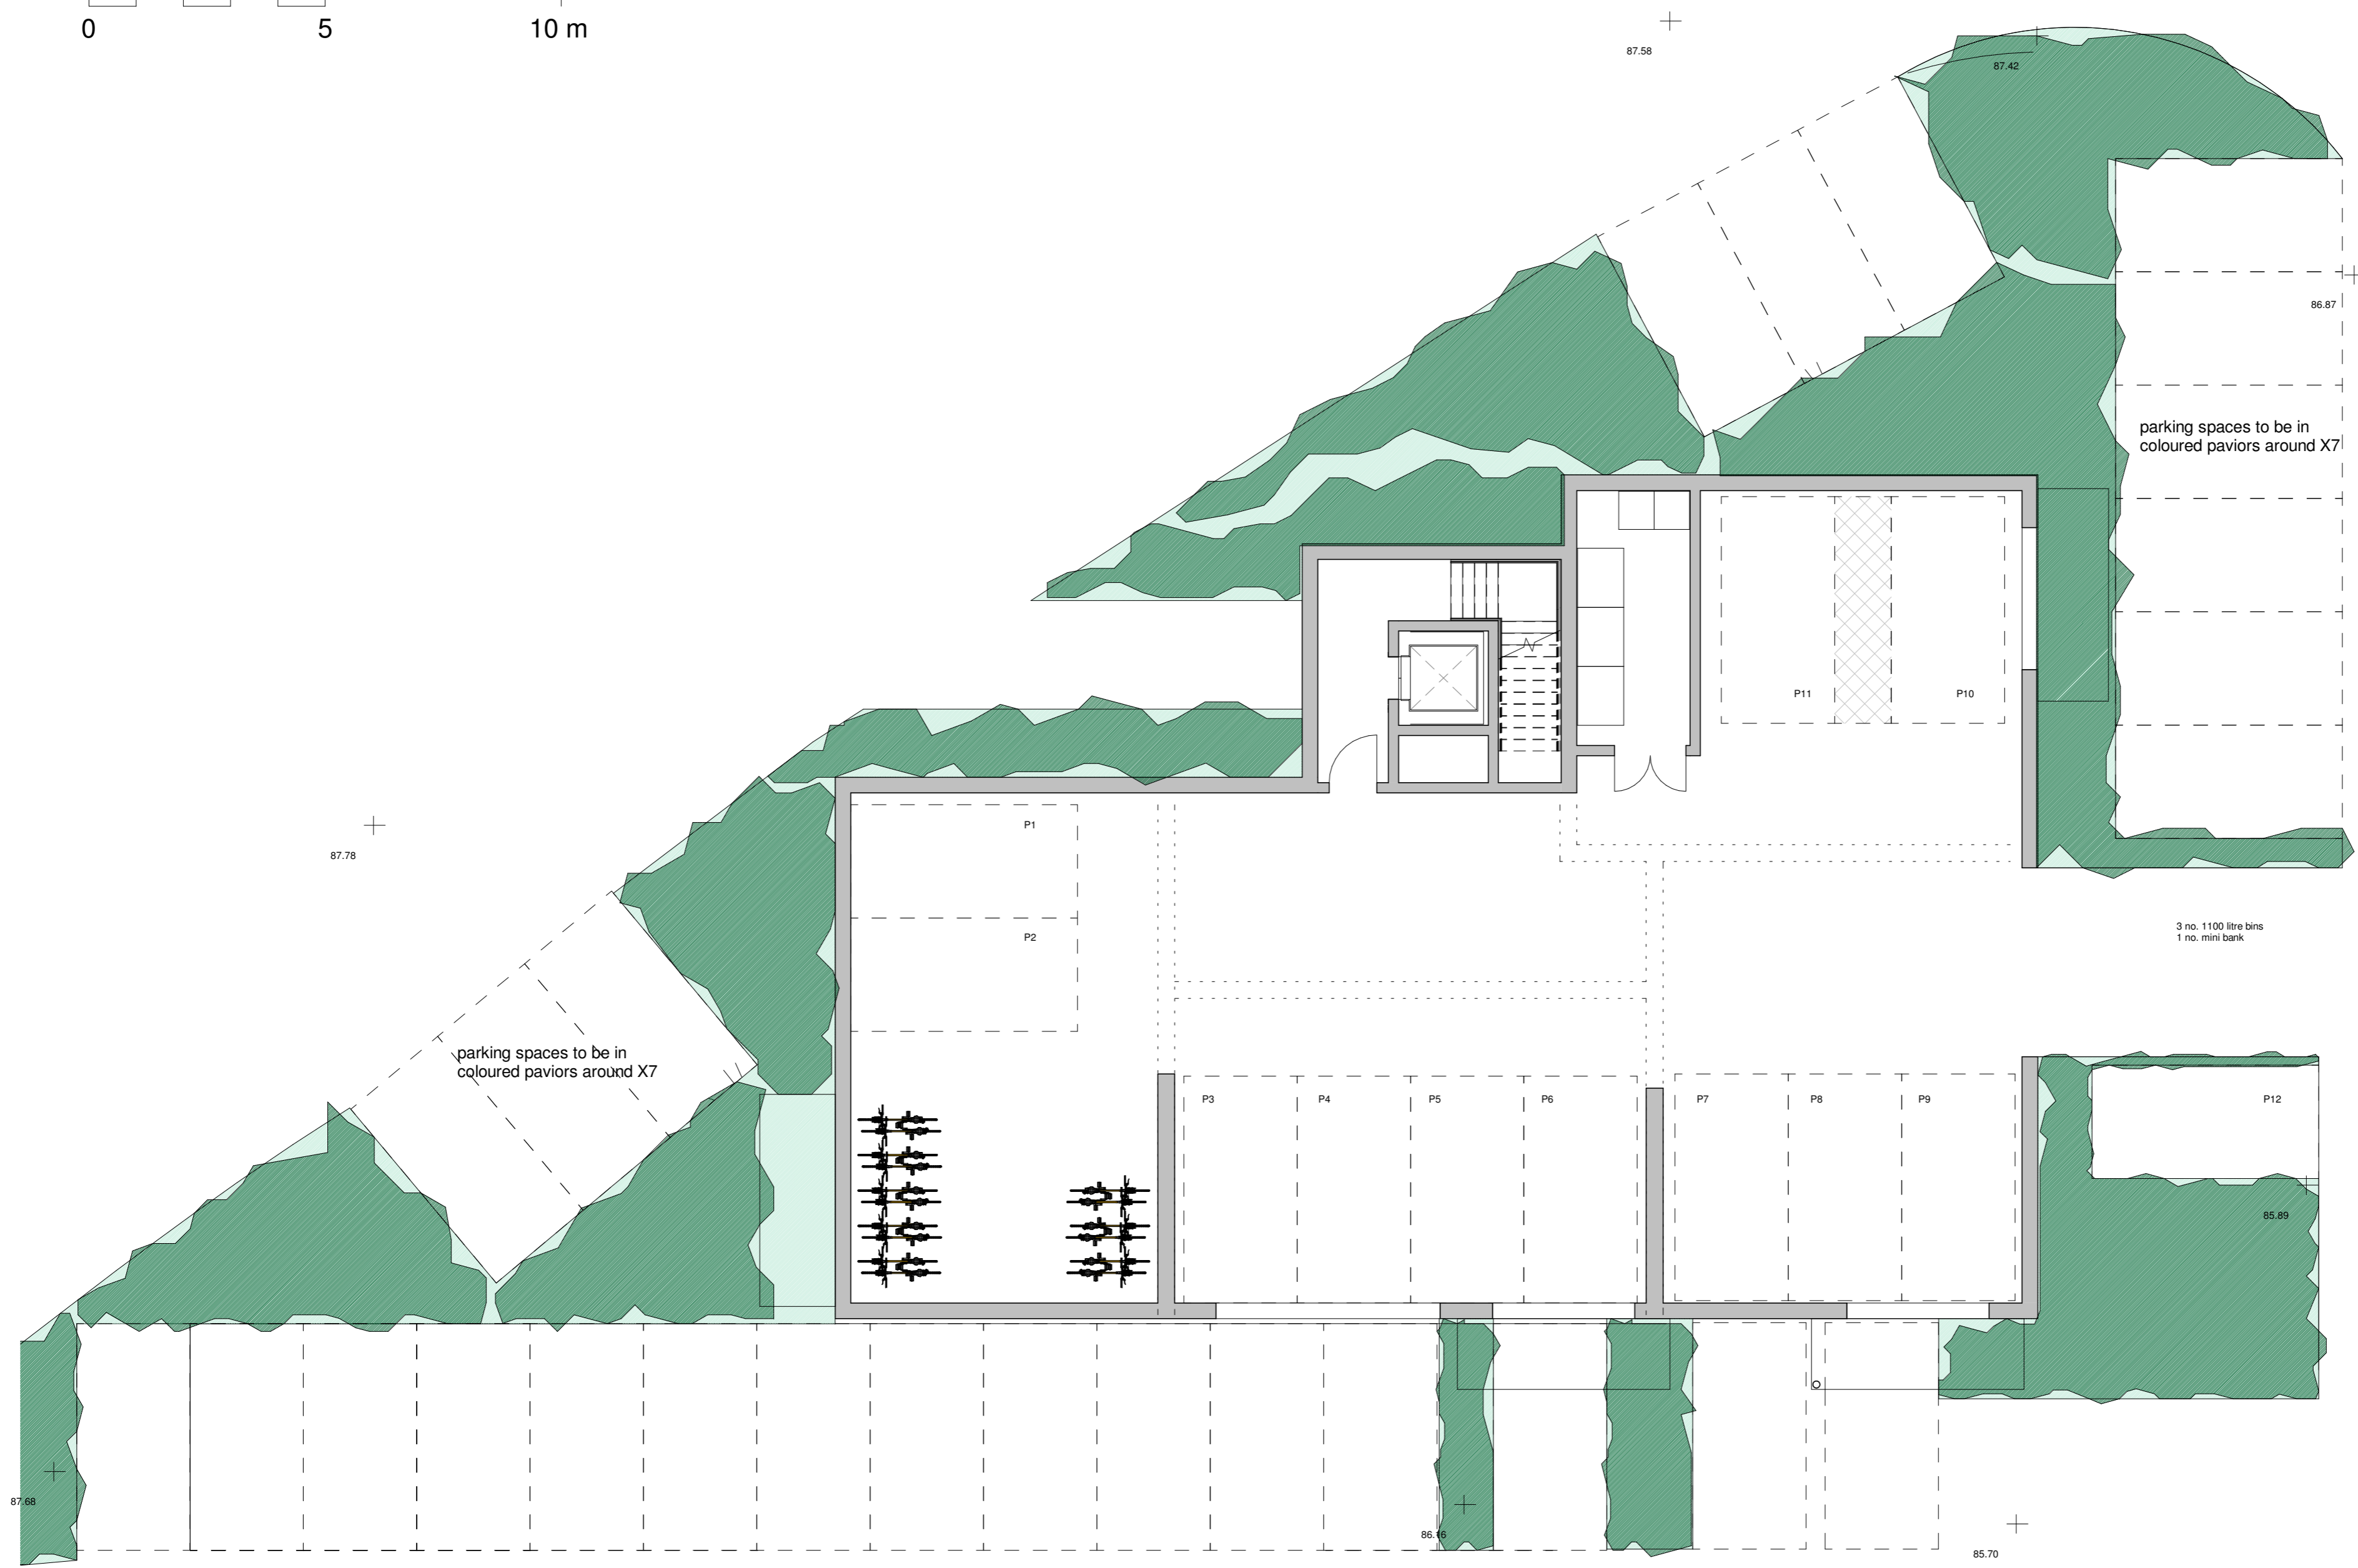 0 5 10 m
87.58
87.42
86.87
parking spaces to be in
coloured paviors around X7
P11 P10
P1
87.78
P2
3 no. 1100 litre bins
1 no. mini bank
parking spaces to be in
coloured paviors around X7
P3 P4 P5 P6 P7 P8 P9 P12
85.89
87.68
86.16
85.70